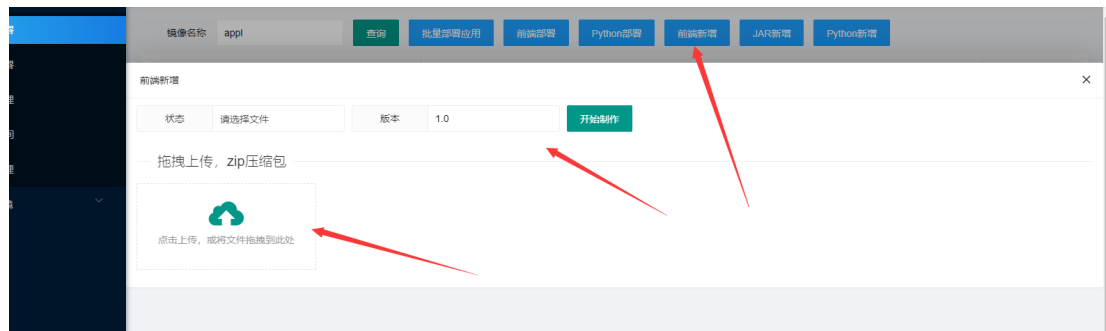 镜像名称 appl 查询 批量部署应用 前端部署 Python部署 前端新增 JAR新增 Python新增
前端新增
状态 请选择文件 版本 1.0 开始制作
拖拽上传，zip压缩包
点击上传，或将文件拖拽到此处